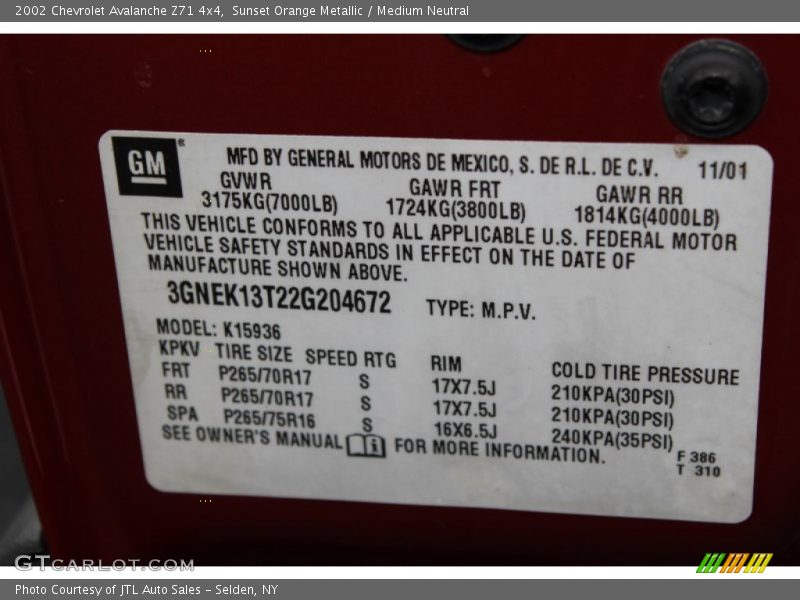 2002 Chevrolet Avalanche Z71 4x4, Sunset Orange Metallic / Medium Neutral
GM®
MFD BY GENERAL MOTORS DE MEXICO, S. DE R.L. DE C.V. 11/01
GVWR GAWR FRT GAWR RR
3175KG(7000LB) 1724KG(3800LB) 1814KG(4000LB)
THIS VEHICLE CONFORMS TO ALL APPLICABLE U.S. FEDERAL MOTOR
VEHICLE SAFETY STANDARDS IN EFFECT ON THE DATE OF
MANUFACTURE SHOWN ABOVE.
3GNEK13T22G204672 TYPE: M.P.V.
MODEL: K15936
KPKV TIRE SIZE SPEED RTG RIM COLD TIRE PRESSURE
FRT P265/70R17 S 17X7.5J 210KPA(30PSI)
RR P265/70R17 S 17X7.5J 210KPA(30PSI)
SPA P265/75R16 S 16X6.5J 240KPA(35PSI)
SEE OWNER'S MANUAL i FOR MORE INFORMATION.
F 386
T 310
GTCARLOT.COM
Photo Courtesy of JTL Auto Sales - Selden, NY